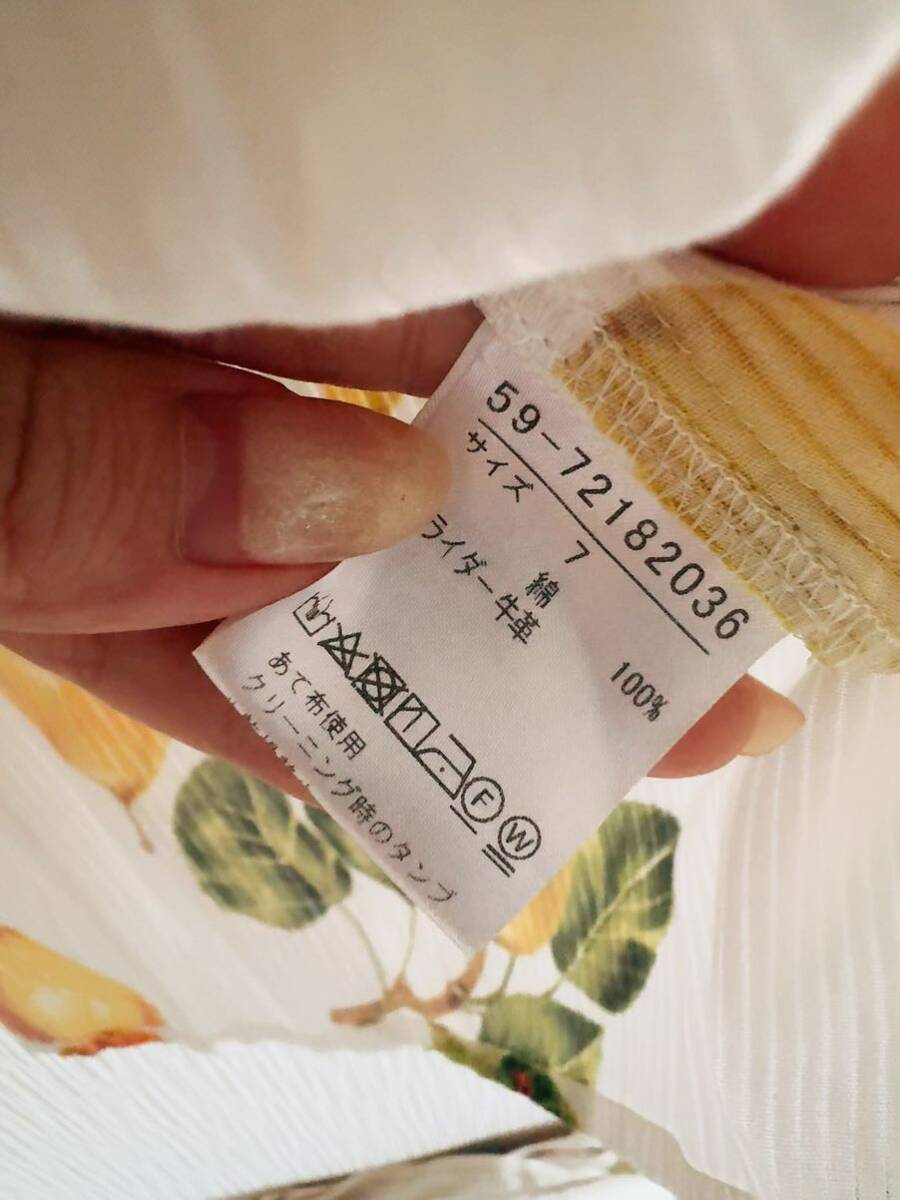 59-72182036
サイズ 7
綿 100%
ライダー牛革
F W
あて布使用
クリーニング時のタンブ